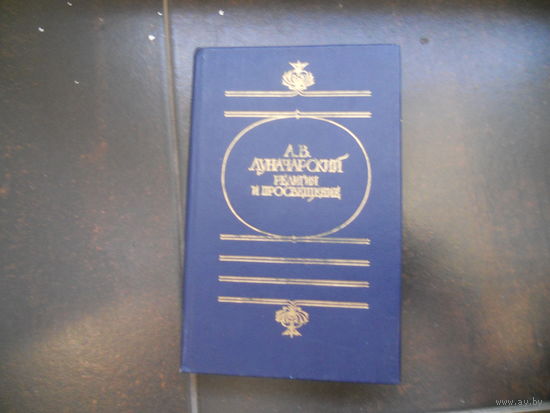 А.В.
ЛУНАЧАРСКИЙ
РЕЛИГИЯ
И ПРОСВЕЩЕНИЕ
www.ay.by